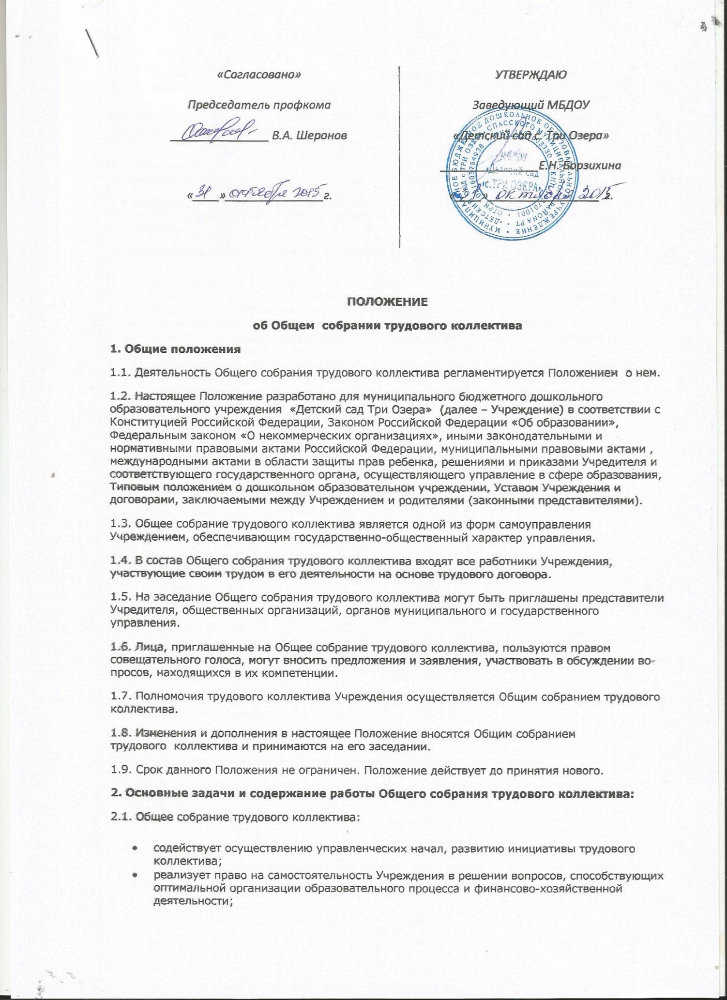 «Согласовано»
Председатель профкома
В.А. Шеронов
«31» октября 2015 г.
УТВЕРЖДАЮ
Заведующий МБДОУ
«Детский сад с. Три Озера»
Е.Н. Борзихина
октября 2015 г.
МБДОУ
«Детский сад
с. ТРИ ОЗЕРА»
ПОЛОЖЕНИЕ
об Общем собрании трудового коллектива
1. Общие положения
1.1. Деятельность Общего собрания трудового коллектива регламентируется Положением о нем.
1.2. Настоящее Положение разработано для муниципального бюджетного дошкольного
образовательного учреждения «Детский сад Три Озера» (далее – Учреждение) в соответствии с
Конституцией Российской Федерации, Законом Российской Федерации «Об образовании»,
Федеральным законом «О некоммерческих организациях», иными законодательными и
нормативными правовыми актами Российской Федерации, муниципальными правовыми актами ,
международными актами в области защиты прав ребенка, решениями и приказами Учредителя и
соответствующего государственного органа, осуществляющего управление в сфере образования,
Типовым положением о дошкольном образовательном учреждении, Уставом Учреждения и
договорами, заключаемыми между Учреждением и родителями (законными представителями).
1.3. Общее собрание трудового коллектива является одной из форм самоуправления
Учреждением, обеспечивающим государственно-общественный характер управления.
1.4. В состав Общего собрания трудового коллектива входят все работники Учреждения,
участвующие своим трудом в его деятельности на основе трудового договора.
1.5. На заседание Общего собрания трудового коллектива могут быть приглашены представители
Учредителя, общественных организаций, органов муниципального и государственного
управления.
1.6. Лица, приглашенные на Общее собрание трудового коллектива, пользуются правом
совещательного голоса, могут вносить предложения и заявления, участвовать в обсуждении во-
просов, находящихся в их компетенции.
1.7. Полномочия трудового коллектива Учреждения осуществляется Общим собранием трудового
коллектива.
1.8. Изменения и дополнения в настоящее Положение вносятся Общим собранием
трудового коллектива и принимаются на его заседании.
1.9. Срок данного Положения не ограничен. Положение действует до принятия нового.
2. Основные задачи и содержание работы Общего собрания трудового коллектива:
2.1. Общее собрание трудового коллектива:
• содействует осуществлению управленческих начал, развитию инициативы трудового
коллектива;
• реализует право на самостоятельность Учреждения в решении вопросов, способствующих
оптимальной организации образовательного процесса и финансово-хозяйственной
деятельности;